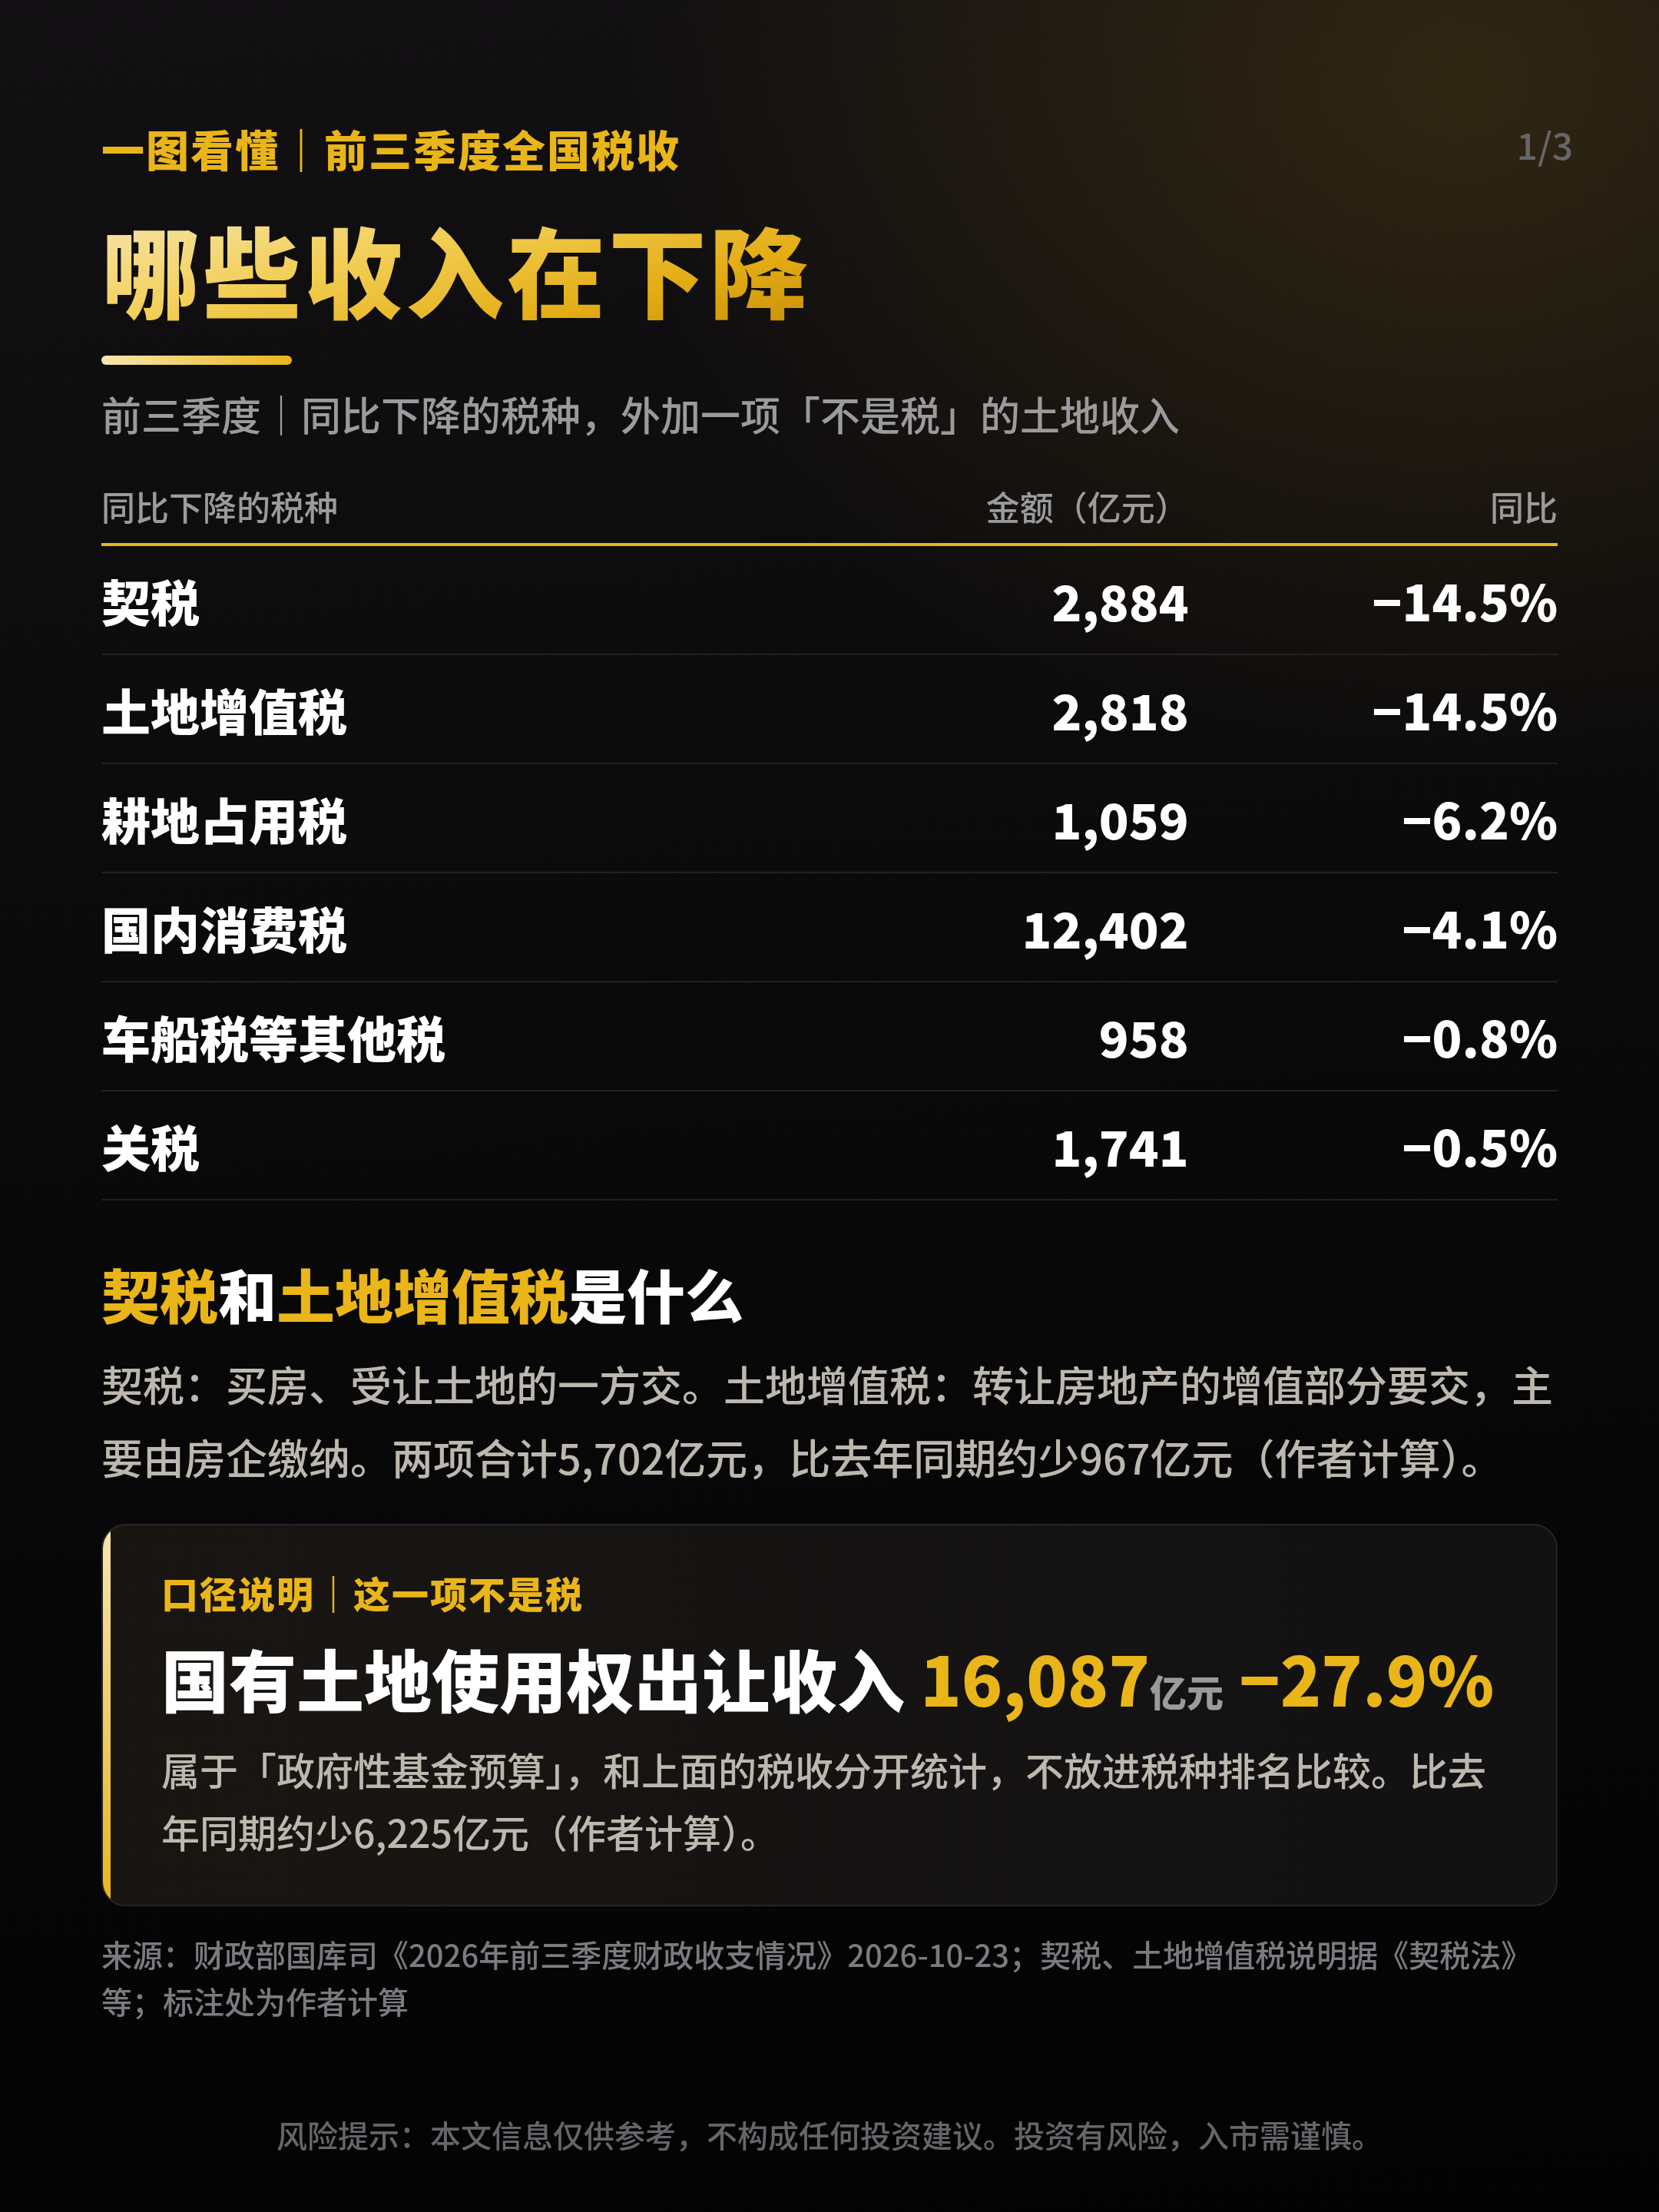 一图看懂｜前三季度全国税收
1/3
哪些收入在下降
前三季度｜同比下降的税种，外加一项「不是税」的土地收入
同比下降的税种 金额（亿元） 同比
契税 2,884 −14.5%
土地增值税 2,818 −14.5%
耕地占用税 1,059 −6.2%
国内消费税 12,402 −4.1%
车船税等其他税 958 −0.8%
关税 1,741 −0.5%
契税和土地增值税是什么
契税：买房、受让土地的一方交。土地增值税：转让房地产的增值部分要交，主
要由房企缴纳。两项合计5,702亿元，比去年同期约少967亿元（作者计算）。
口径说明｜这一项不是税
国有土地使用权出让收入 16,087亿元 −27.9%
属于「政府性基金预算」，和上面的税收分开统计，不放进税种排名比较。比去
年同期约少6,225亿元（作者计算）。
来源：财政部国库司《2026年前三季度财政收支情况》2026-10-23；契税、土地增值税说明据《契税法》
等；标注处为作者计算
风险提示：本文信息仅供参考，不构成任何投资建议。投资有风险，入市需谨慎。